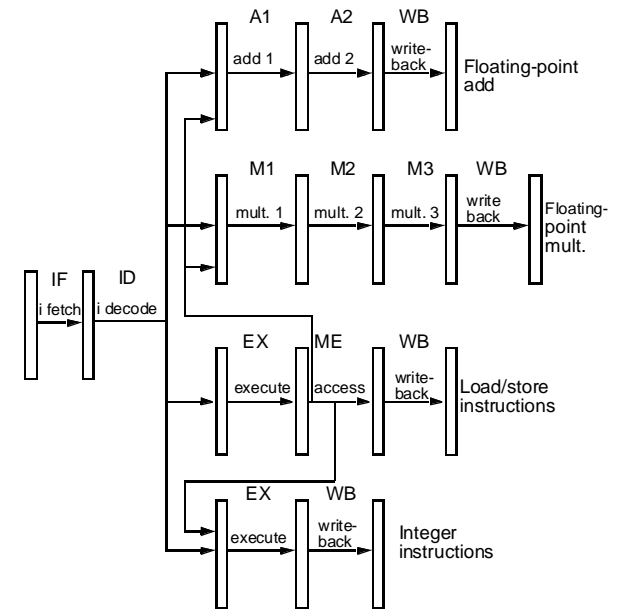 A1 A2 WB
add 1 add 2 write-
back
Floating-point
add
M1 M2 M3 WB
mult. 1 mult. 2 mult. 3 write
back
Floating-
point
mult.
IF ID
i fetch i decode
EX ME WB
execute access write-
back
Load/store
instructions
EX WB
execute write-
back
Integer
instructions